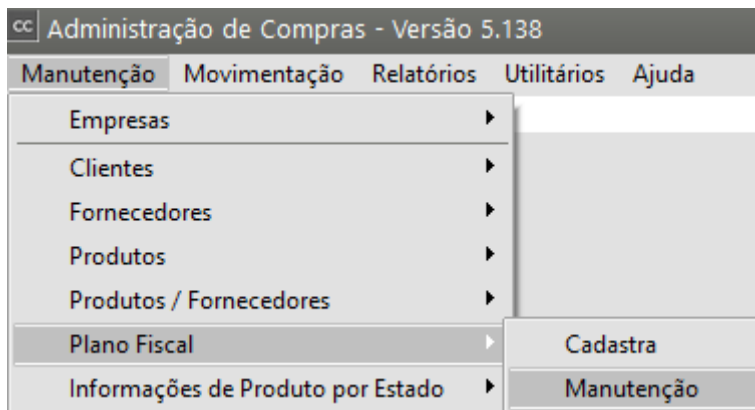 cc Administração de Compras - Versão 5.138
Manutenção Movimentação Relatórios Utilitários Ajuda
Empresas
Clientes
Fornecedores
Produtos
Produtos / Fornecedores
Plano Fiscal Cadastra
Informações de Produto por Estado Manutenção